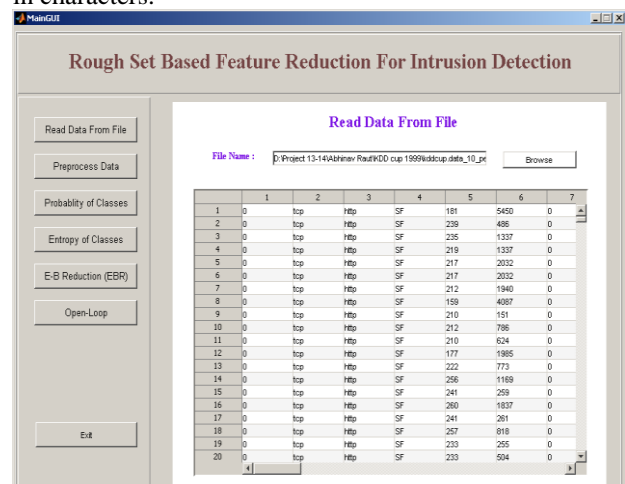 in characters.
MainGUI
Rough Set Based Feature Reduction For Intrusion Detection
Read Data From File
Preprocess Data
Probablity of Classes
Entropy of Classes
E-B Reduction (EBR)
Open-Loop
Exit
Read Data From File
File Name : D:\Project 13-14\Abhinav Raut\KDD cup 1999\kddcup.data_10_pe Browse
1 2 3 4 5 6 7
1 0 tcp http SF 181 5450 0
2 0 tcp http SF 239 486 0
3 0 tcp http SF 235 1337 0
4 0 tcp http SF 219 1337 0
5 0 tcp http SF 217 2032 0
6 0 tcp http SF 217 2032 0
7 0 tcp http SF 212 1940 0
8 0 tcp http SF 159 4087 0
9 0 tcp http SF 210 151 0
10 0 tcp http SF 212 786 0
11 0 tcp http SF 210 624 0
12 0 tcp http SF 177 1985 0
13 0 tcp http SF 222 773 0
14 0 tcp http SF 256 1169 0
15 0 tcp http SF 241 259 0
16 0 tcp http SF 260 1837 0
17 0 tcp http SF 241 261 0
18 0 tcp http SF 257 818 0
19 0 tcp http SF 233 255 0
20 0 tcp http SF 233 504 0